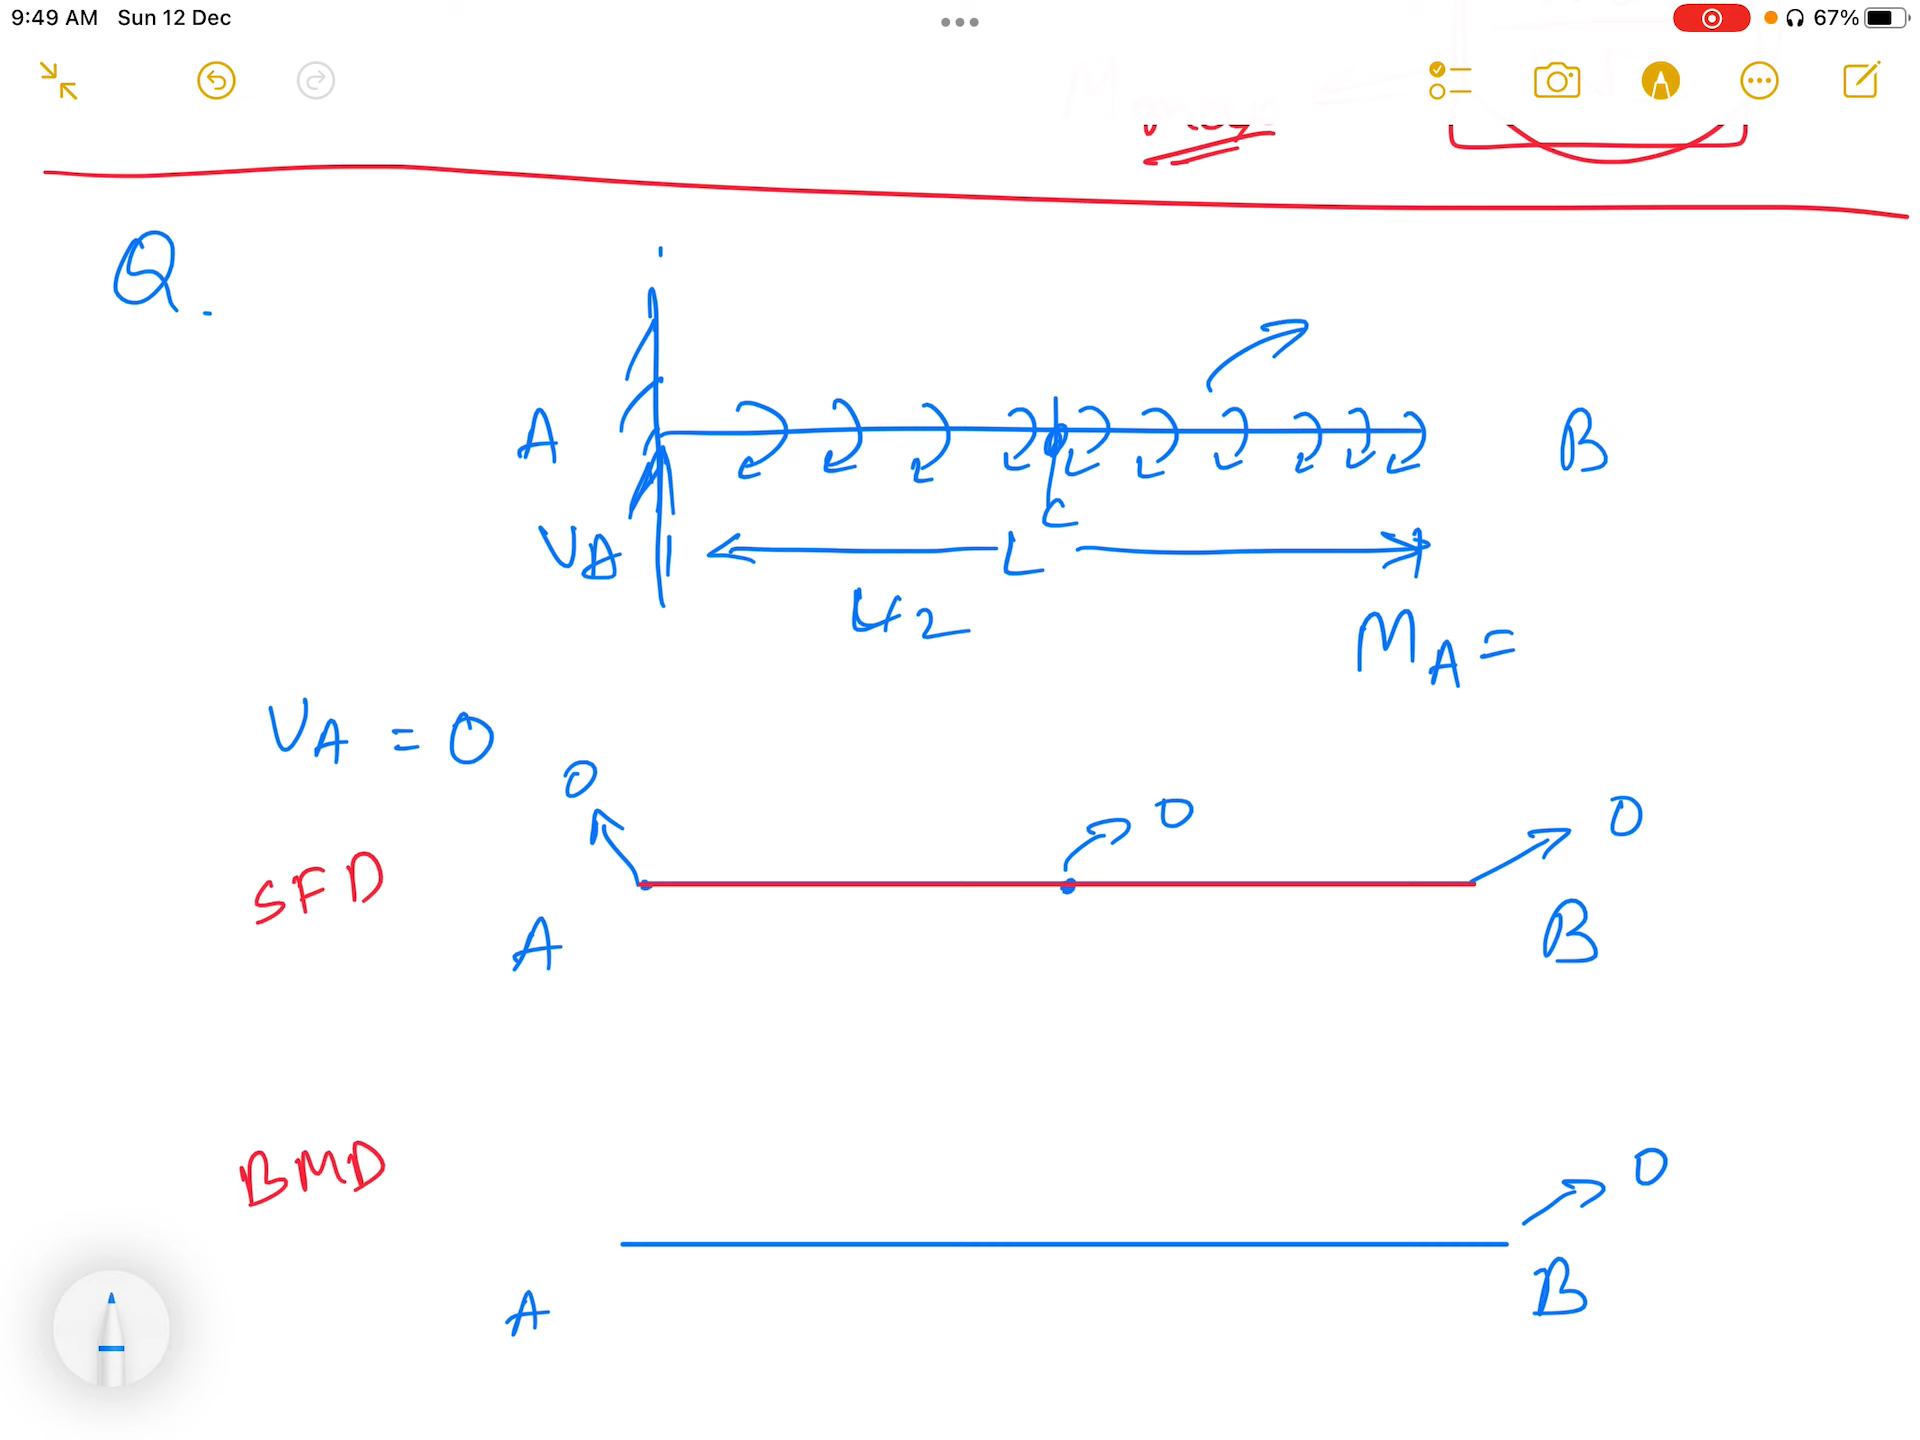 9:49 AM Sun 12 Dec
67%
Q.
A
B
C
VA
L
L/2
MA =
VA = 0
0
0
0
SFD
A
B
BMD
0
A
B